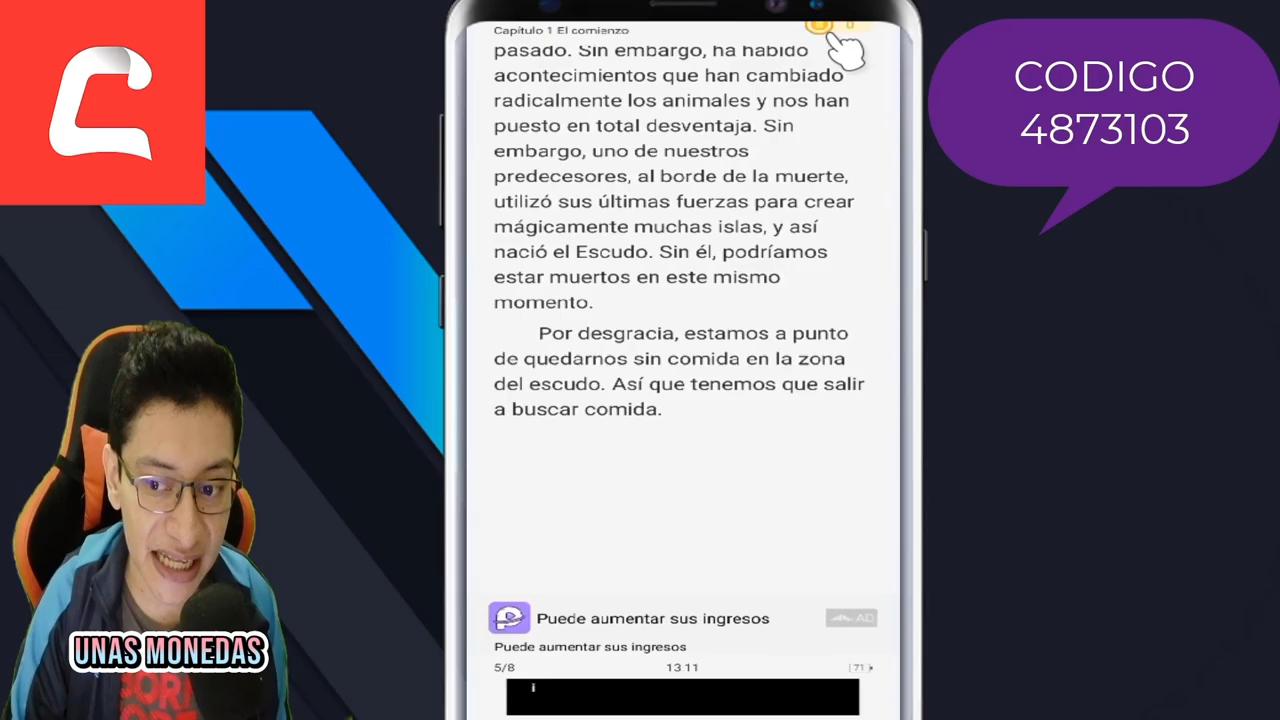 CODIGO
4873103
Capítulo 1 El comienzo
pasado. Sin embargo, ha habido
acontecimientos que han cambiado
radicalmente los animales y nos han
puesto en total desventaja. Sin
embargo, uno de nuestros
predecesores, al borde de la muerte,
utilizó sus últimas fuerzas para crear
mágicamente muchas islas, y así
nació el Escudo. Sin él, podríamos
estar muertos en este mismo
momento.
Por desgracia, estamos a punto
de quedarnos sin comida en la zona
del escudo. Así que tenemos que salir
a buscar comida.
Puede aumentar sus ingresos
AD
Puede aumentar sus ingresos
5/8 13:11 71
UNAS MONEDAS